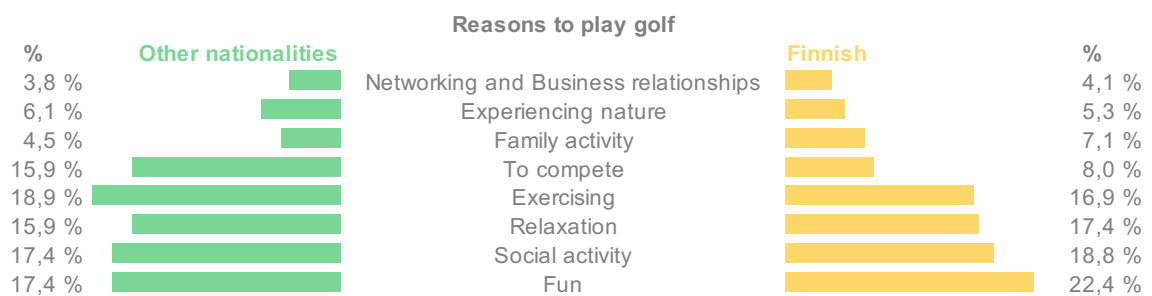 Reasons to play golf
% Other nationalities Finnish %
3,8 % Networking and Business relationships 4,1 %
6,1 % Experiencing nature 5,3 %
4,5 % Family activity 7,1 %
15,9 % To compete 8,0 %
18,9 % Exercising 16,9 %
15,9 % Relaxation 17,4 %
17,4 % Social activity 18,8 %
17,4 % Fun 22,4 %